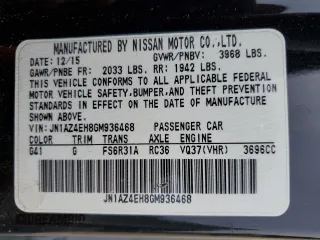 MANUFACTURED BY NISSAN MOTOR CO.,LTD.
DATE: 12/15 GVWR/PNBV: 3968 LBS.
GAWR/PNBE FR: 2033 LBS. RR: 1942 LBS.
THIS VEHICLE CONFORMS TO ALL APPLICABLE FEDERAL
MOTOR VEHICLE SAFETY, BUMPER, AND THEFT PREVENTION
STANDARDS IN EFFECT ON THE DATE OF MANUFACTURE
SHOWN ABOVE.
VIN: JN1AZ4EH8GM936468 PASSENGER CAR
COLOR TRIM TRANS AXLE ENGINE
G41 G FS6R31A RC36 VQ37(VHR) 3696CC
JN1AZ4EH8GM936468